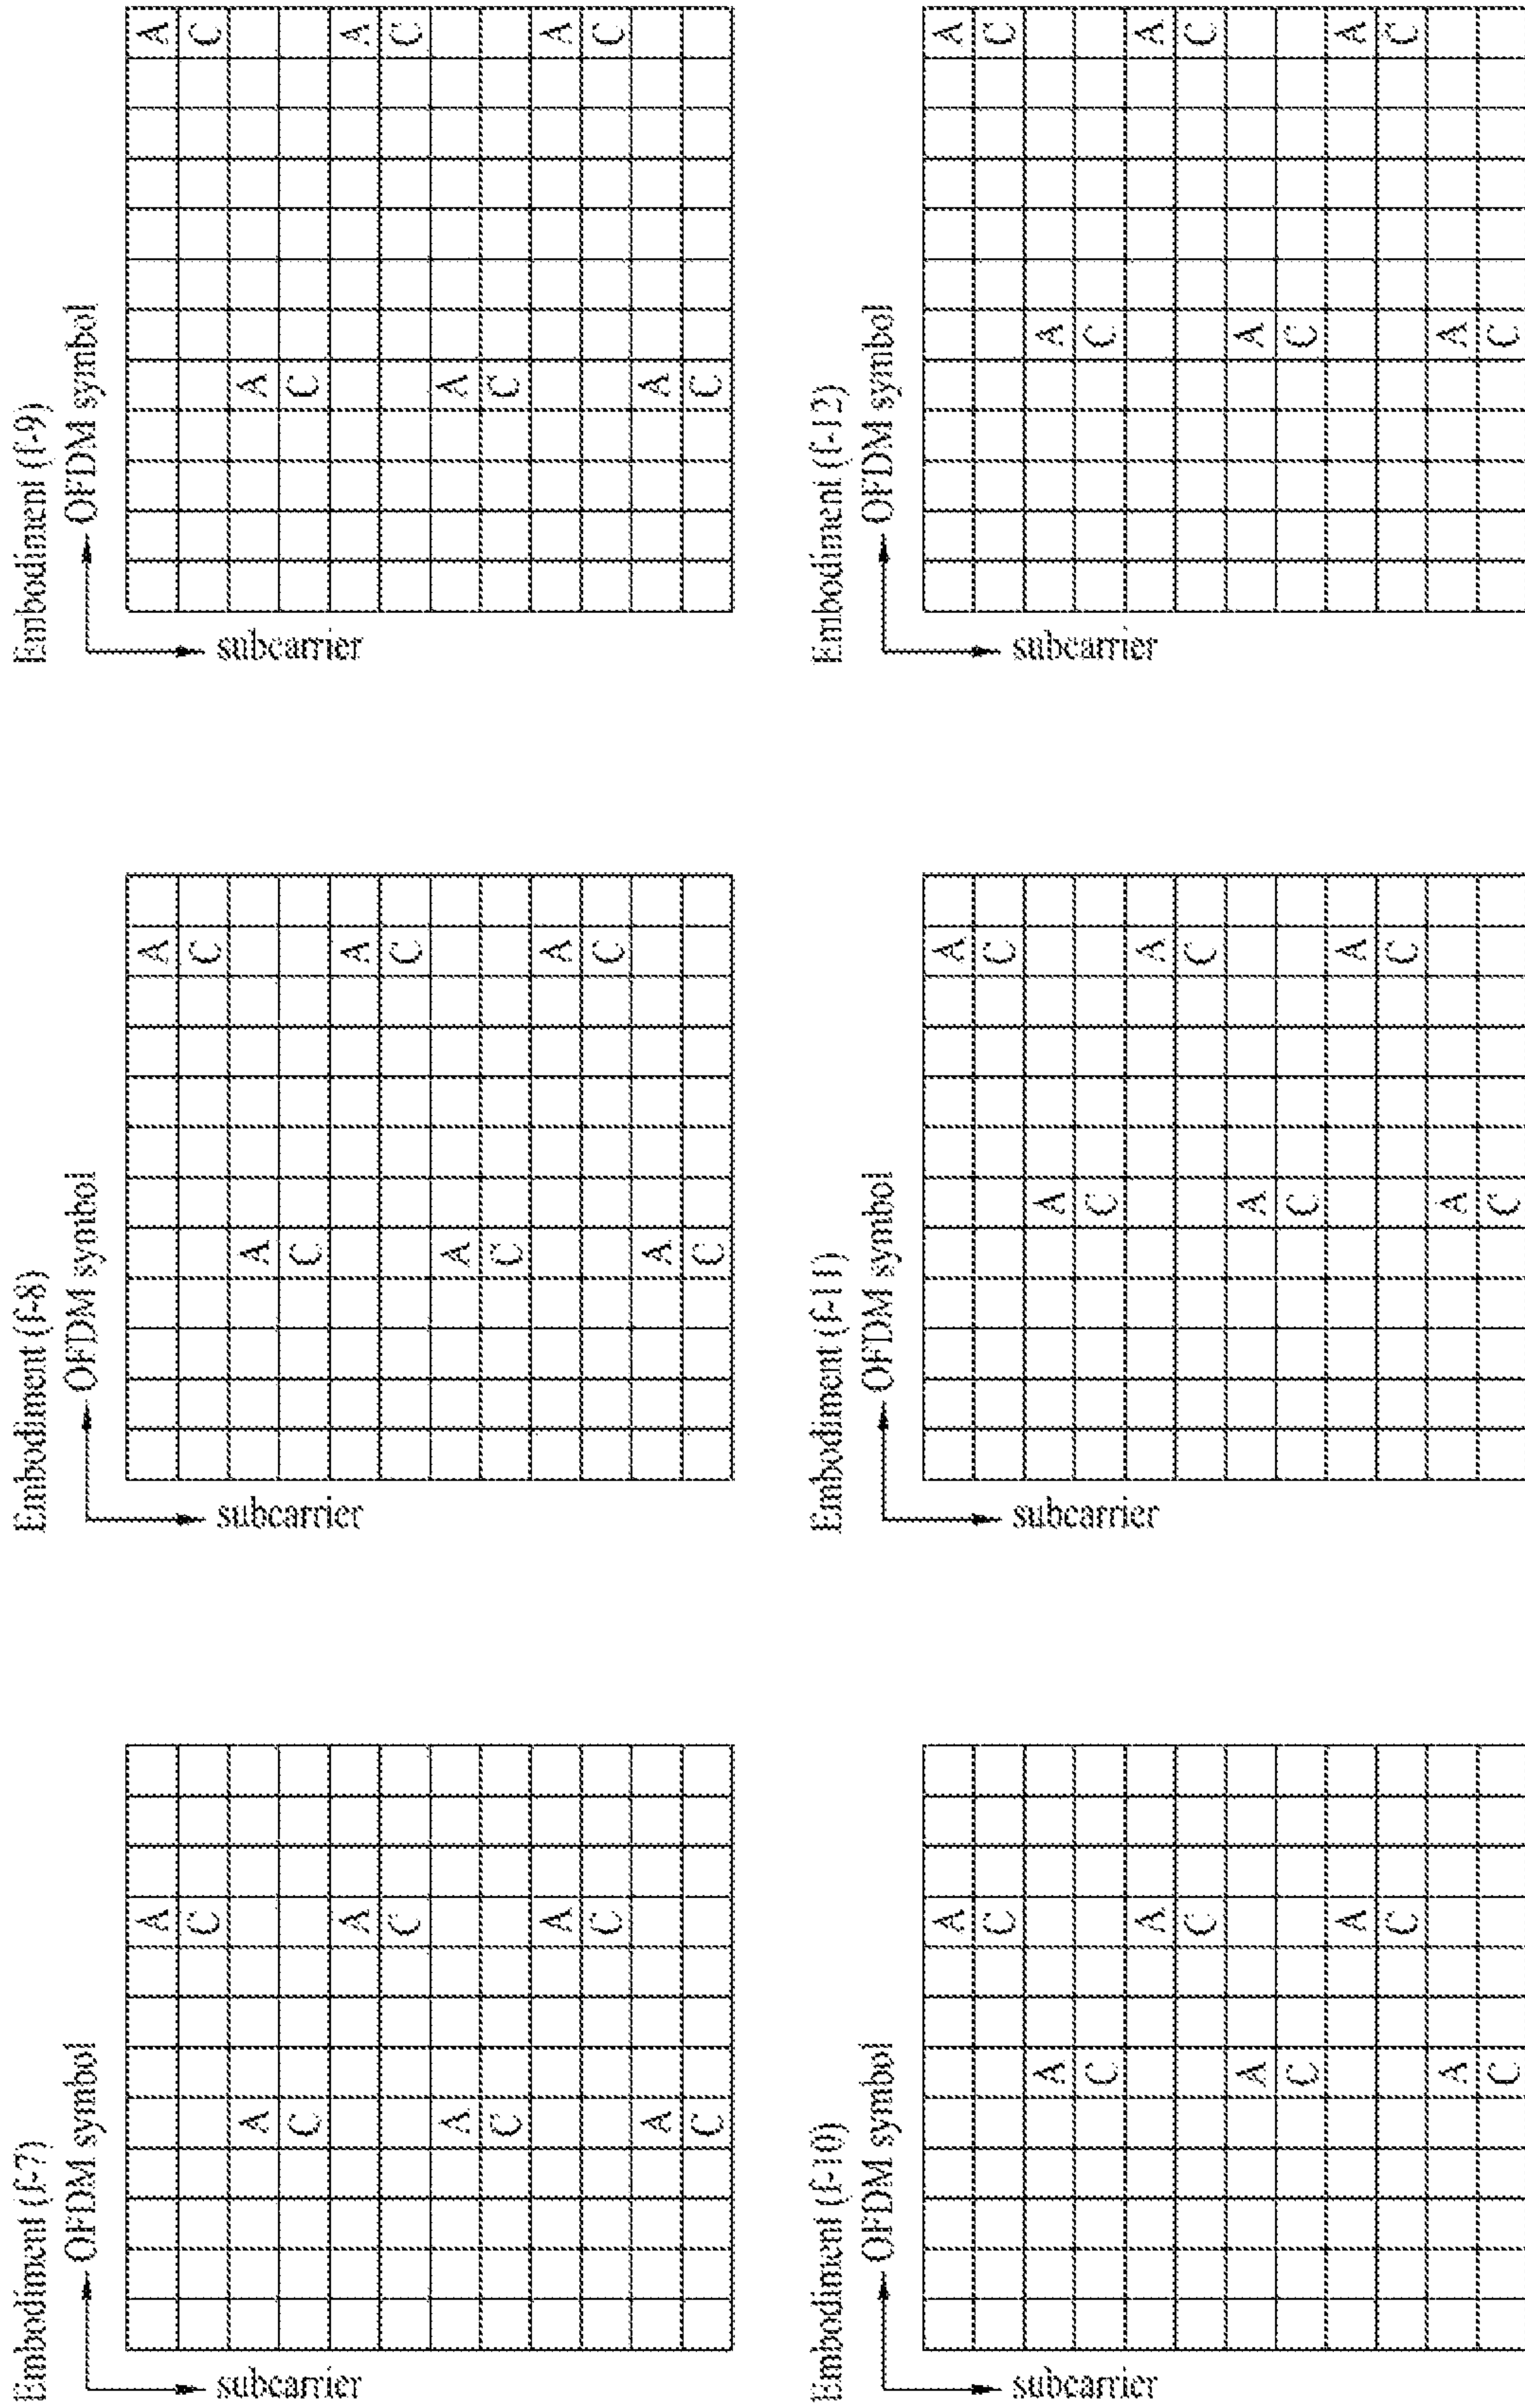 Embodiment (f-7)
OFDM symbol
subcarrier
A
C
A
C
A
C
A
C
A
C
A
C
Embodiment (f-8)
OFDM symbol
subcarrier
A
C
A
C
A
C
A
C
A
C
A
C
Embodiment (f-9)
OFDM symbol
subcarrier
A
C
A
C
A
C
A
C
A
C
A
C
Embodiment (f-10)
OFDM symbol
subcarrier
A
C
A
C
A
C
A
C
A
C
A
C
Embodiment (f-11)
OFDM symbol
subcarrier
A
C
A
C
A
C
A
C
A
C
A
C
Embodiment (f-12)
OFDM symbol
subcarrier
A
C
A
C
A
C
A
C
A
C
A
C